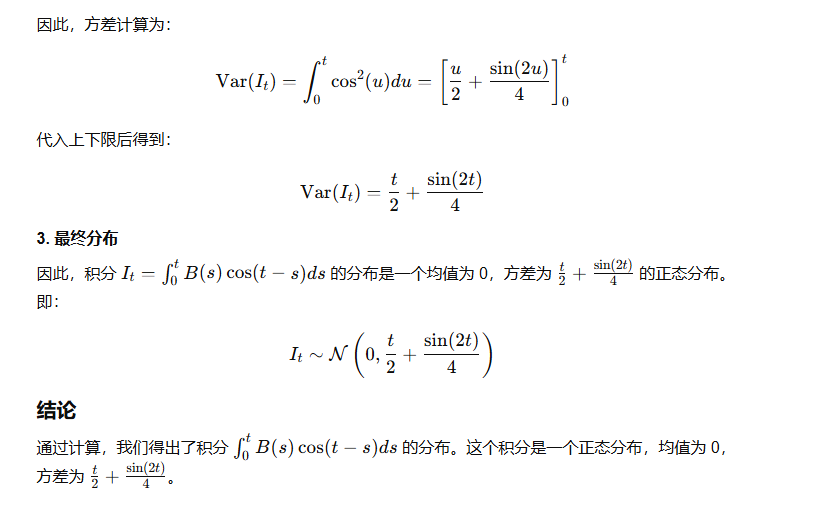 因此，方差计算为：
Var(I_t) = ∫_0^t cos²(u)du = [u/2 + sin(2u)/4]_0^t
代入上下限后得到：
Var(I_t) = t/2 + sin(2t)/4
3. 最终分布
因此，积分 I_t = ∫_0^t B(s) cos(t − s)ds 的分布是一个均值为 0，方差为 t/2 + sin(2t)/4 的正态分布。
即：
I_t ∼ 𝒩(0, t/2 + sin(2t)/4)
结论
通过计算，我们得出了积分 ∫_0^t B(s) cos(t − s)ds 的分布。这个积分是一个正态分布，均值为 0，
方差为 t/2 + sin(2t)/4。